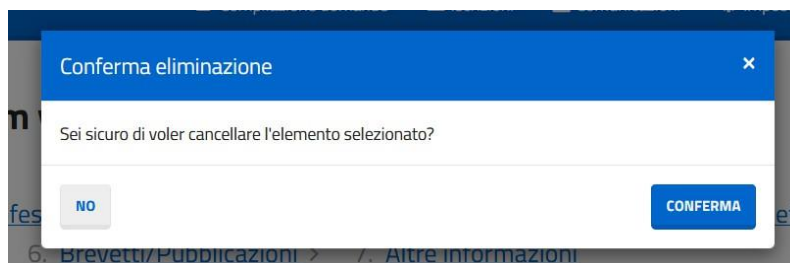 Conferma eliminazione ×
Sei sicuro di voler cancellare l'elemento selezionato?
NO CONFERMA
6. Brevetti/Pubblicazioni > 7. Altre Informazioni